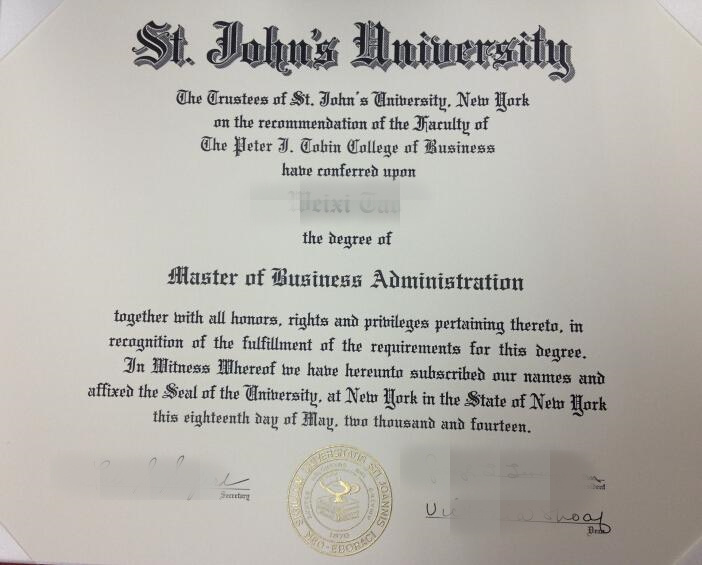 St. John's University
The Trustees of St. John's University, New York
on the recommendation of the Faculty of
The Peter J. Tobin College of Business
have conferred upon
the degree of
Master of Business Administration
together with all honors, rights and privileges pertaining thereto, in
recognition of the fulfillment of the requirements for this degree.
In Witness Whereof we have hereunto subscribed our names and
affixed the Seal of the University, at New York in the State of New York
this eighteenth day of May, two thousand and fourteen.
Secretary
Dean
1870